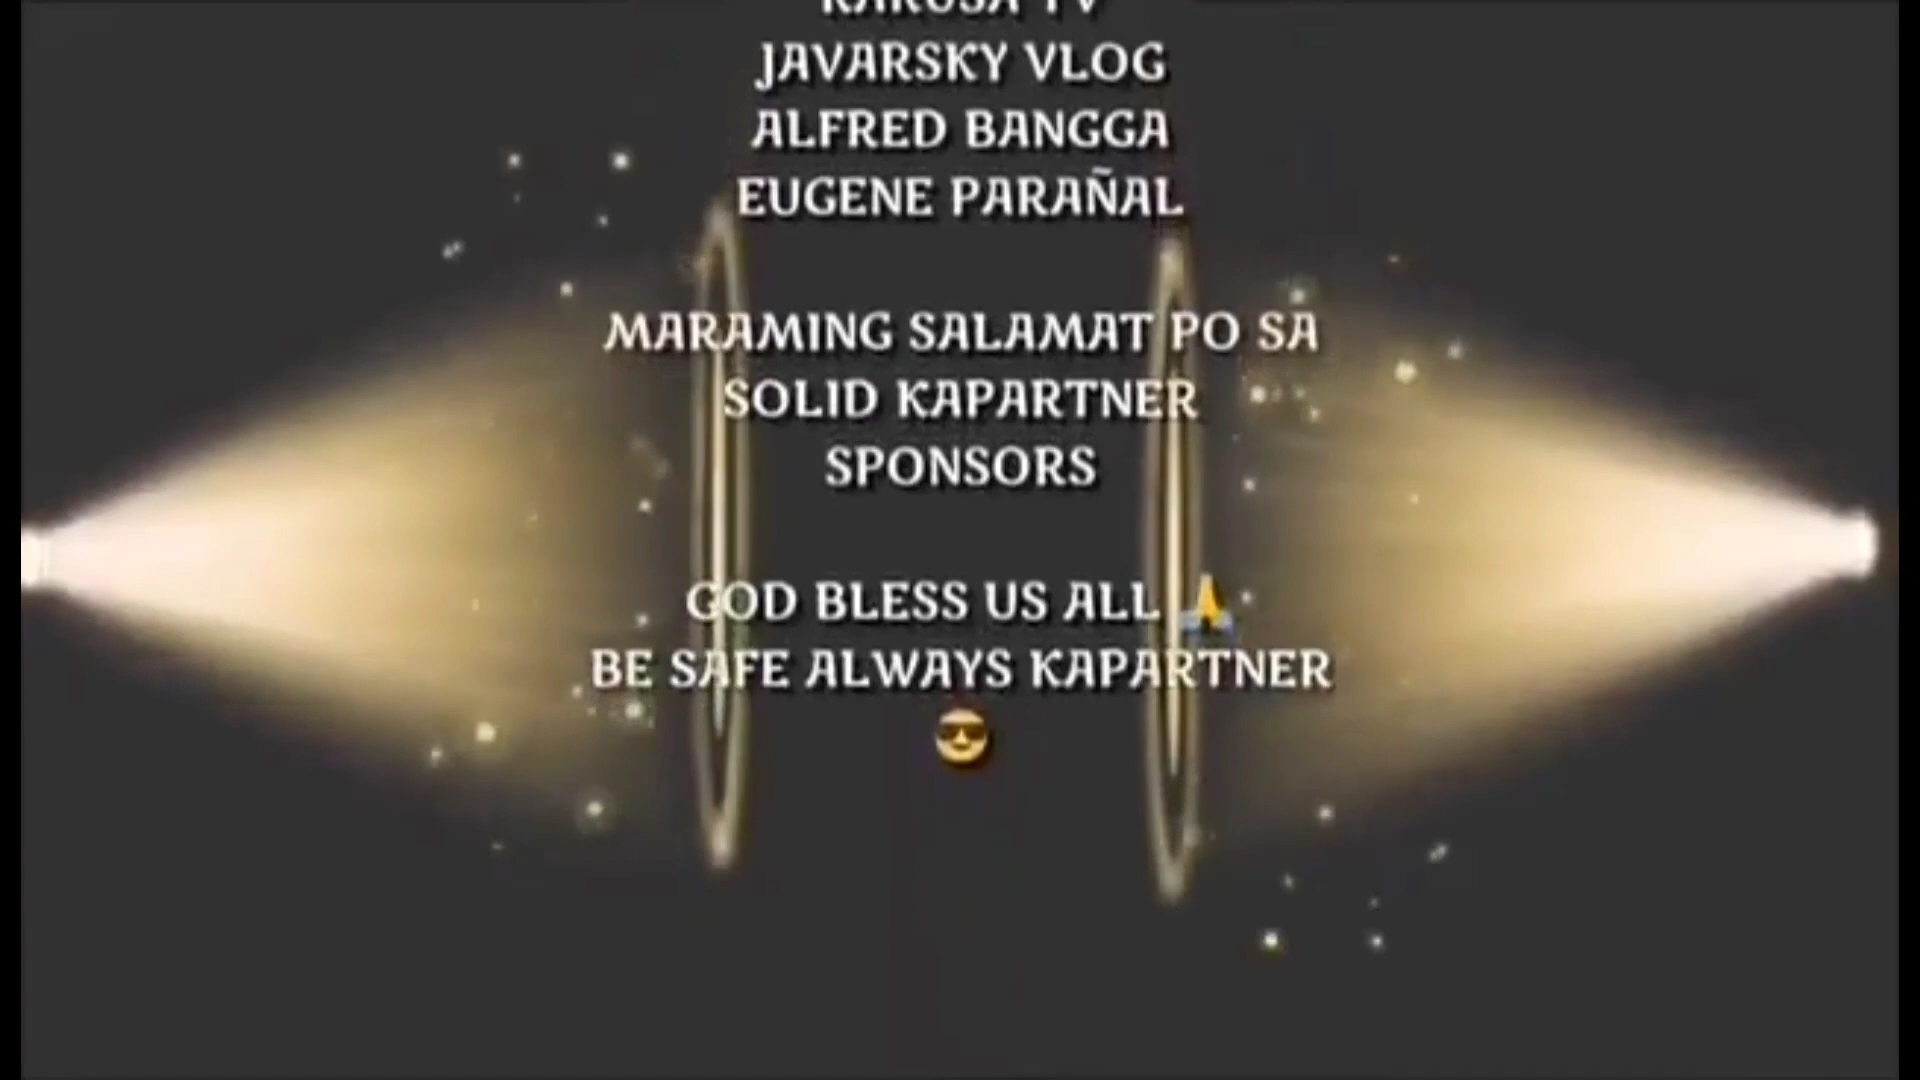 JAVARSKY VLOG
ALFRED BANGGA
EUGENE PARAÑAL
MARAMING SALAMAT PO SA
SOLID KAPARTNER
SPONSORS
GOD BLESS US ALL 🙏
BE SAFE ALWAYS KAPARTNER
😎